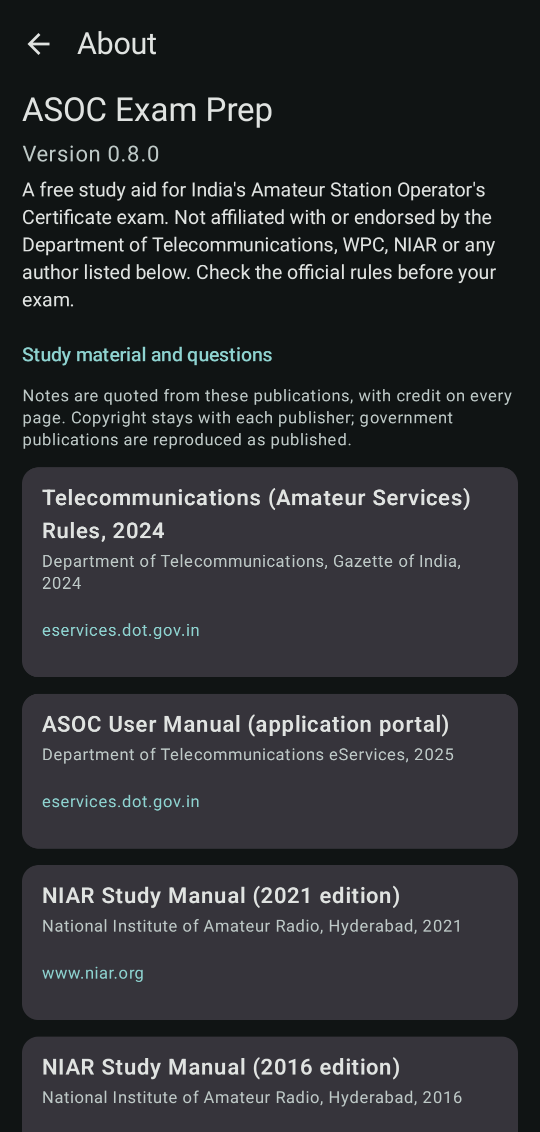 About
ASOC Exam Prep
Version 0.8.0
A free study aid for India's Amateur Station Operator's
Certificate exam. Not affiliated with or endorsed by the
Department of Telecommunications, WPC, NIAR or any
author listed below. Check the official rules before your
exam.
Study material and questions
Notes are quoted from these publications, with credit on every
page. Copyright stays with each publisher; government
publications are reproduced as published.
Telecommunications (Amateur Services)
Rules, 2024
Department of Telecommunications, Gazette of India,
2024
eservices.dot.gov.in
ASOC User Manual (application portal)
Department of Telecommunications eServices, 2025
eservices.dot.gov.in
NIAR Study Manual (2021 edition)
National Institute of Amateur Radio, Hyderabad, 2021
www.niar.org
NIAR Study Manual (2016 edition)
National Institute of Amateur Radio, Hyderabad, 2016